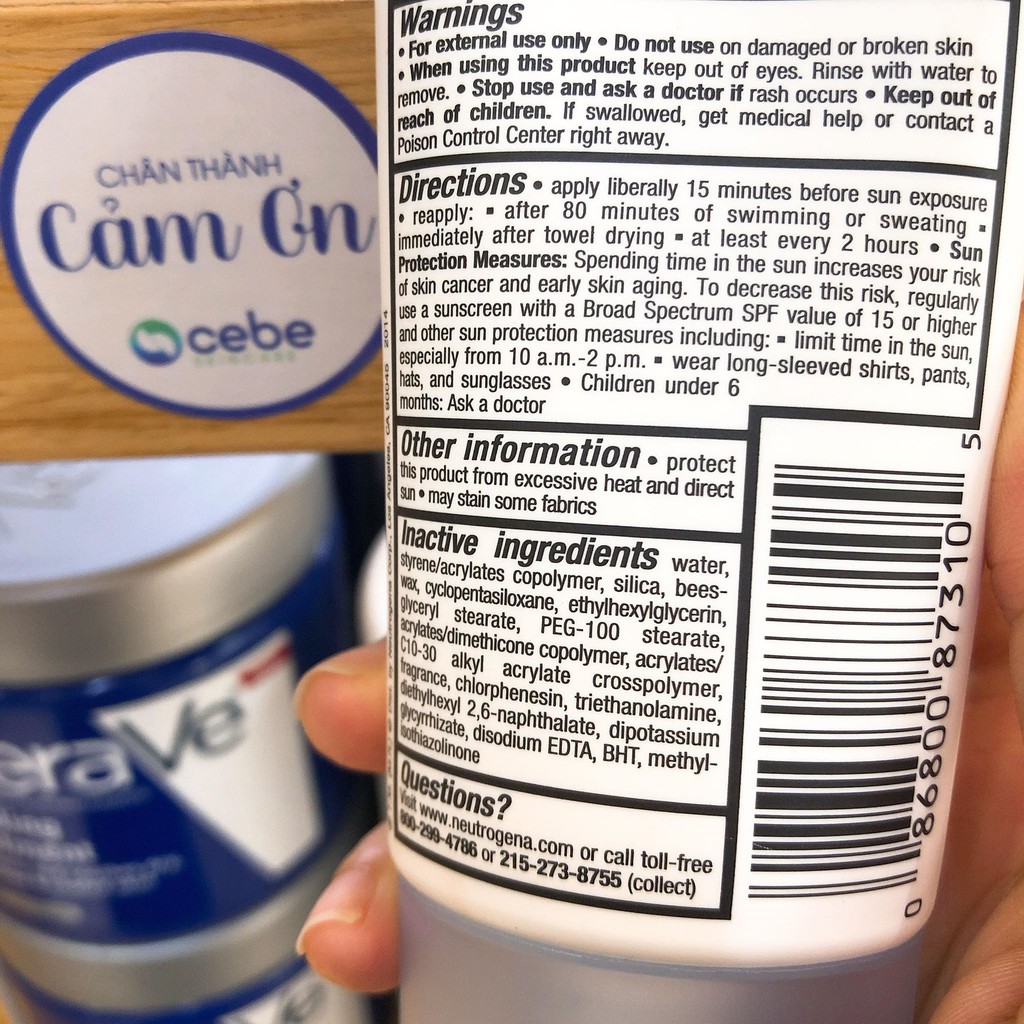 CHÂN THÀNH
Cảm Ơn
cebe
SKINCARE
Warnings
• For external use only • Do not use on damaged or broken skin
• When using this product keep out of eyes. Rinse with water to
remove. • Stop use and ask a doctor if rash occurs • Keep out of
reach of children. If swallowed, get medical help or contact a
Poison Control Center right away.
Directions • apply liberally 15 minutes before sun exposure
• reapply: ▪ after 80 minutes of swimming or sweating ▪
immediately after towel drying ▪ at least every 2 hours • Sun
Protection Measures: Spending time in the sun increases your risk
of skin cancer and early skin aging. To decrease this risk, regularly
use a sunscreen with a Broad Spectrum SPF value of 15 or higher
and other sun protection measures including: ▪ limit time in the sun,
especially from 10 a.m.-2 p.m. ▪ wear long-sleeved shirts, pants,
hats, and sunglasses • Children under 6
months: Ask a doctor
Other information • protect
this product from excessive heat and direct
sun • may stain some fabrics
Inactive ingredients water,
styrene/acrylates copolymer, silica, bees-
wax, cyclopentasiloxane, ethylhexylglycerin,
glyceryl stearate, PEG-100 stearate,
acrylates/dimethicone copolymer, acrylates/
C10-30 alkyl acrylate crosspolymer,
fragrance, chlorphenesin, triethanolamine,
diethylhexyl 2,6-naphthalate, dipotassium
glycyrrhizate, disodium EDTA, BHT, methyl-
isothiazolinone
Questions?
Visit www.neutrogena.com or call toll-free
800-299-4786 or 215-273-8755 (collect)
0 86800 87310 5
Neutrogena Corp., Los Angeles, CA 90045 2014
eraVe
Ve